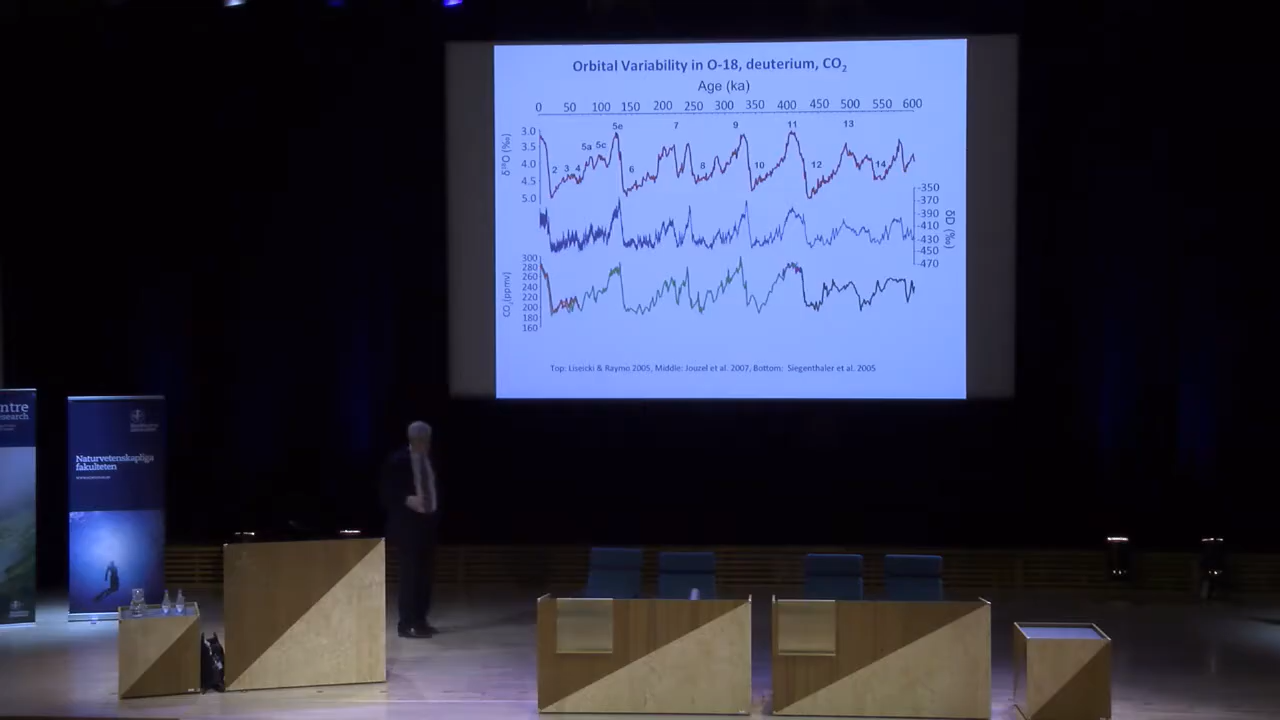 Orbital Variability in O-18, deuterium, CO₂
Age (ka)
0 50 100 150 200 250 300 350 400 450 500 550 600
5e 7 9 11 13
5a 5c
2 3 4 6 8 10 12 14
δ¹⁸O (‰)
3.0
3.5
4.0
4.5
5.0
-350
-370
-390
-410
-430
-450
-470
δD (‰)
300
280
260
240
220
200
180
160
CO₂(ppmv)
Top: Liseicki & Raymo 2005, Middle: Jouzel et al. 2007, Bottom: Siegenthaler et al. 2005
ntre
esearch
Naturvetenskapliga
fakulteten